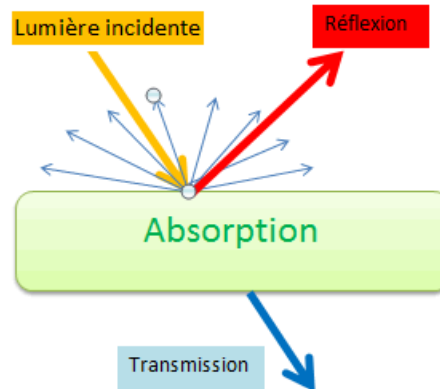 Lumière incidente
Réflexion
Absorption
Transmission